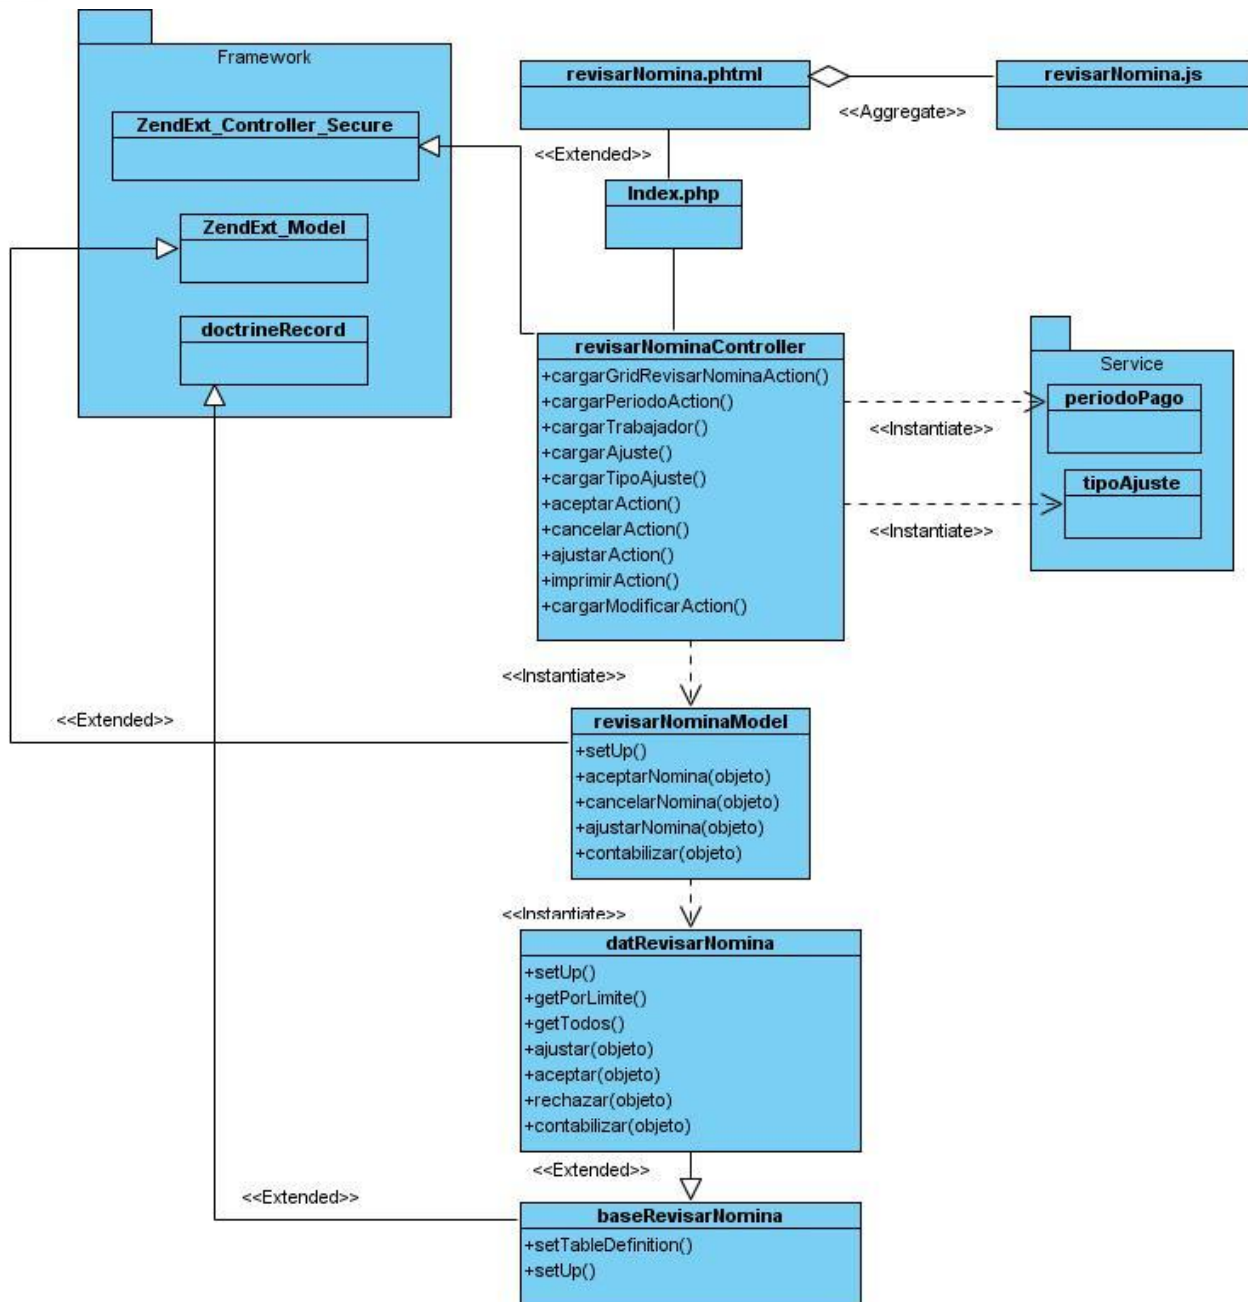 Framework
ZendExt_Controller_Secure
ZendExt_Model
doctrineRecord
revisarNomina.phtml
revisarNomina.js
<<Aggregate>>
<<Extended>>
Index.php
revisarNominaController
+cargarGridRevisarNominaAction()
+cargarPeriodoAction()
+cargarTrabajador()
+cargarAjuste()
+cargarTipoAjuste()
+aceptarAction()
+cancelarAction()
+ajustarAction()
+imprimirAction()
+cargarModificarAction()
Service
periodoPago
<<Instantiate>>
tipoAjuste
<<Instantiate>>
<<Instantiate>>
<<Extended>>
revisarNominaModel
+setUp()
+aceptarNomina(objeto)
+cancelarNomina(objeto)
+ajustarNomina(objeto)
+contabilizar(objeto)
<<Instantiate>>
datRevisarNomina
+setUp()
+getPorLimite()
+getTodos()
+ajustar(objeto)
+aceptar(objeto)
+rechazar(objeto)
+contabilizar(objeto)
<<Extended>>
<<Extended>>
baseRevisarNomina
+setTableDefinition()
+setUp()